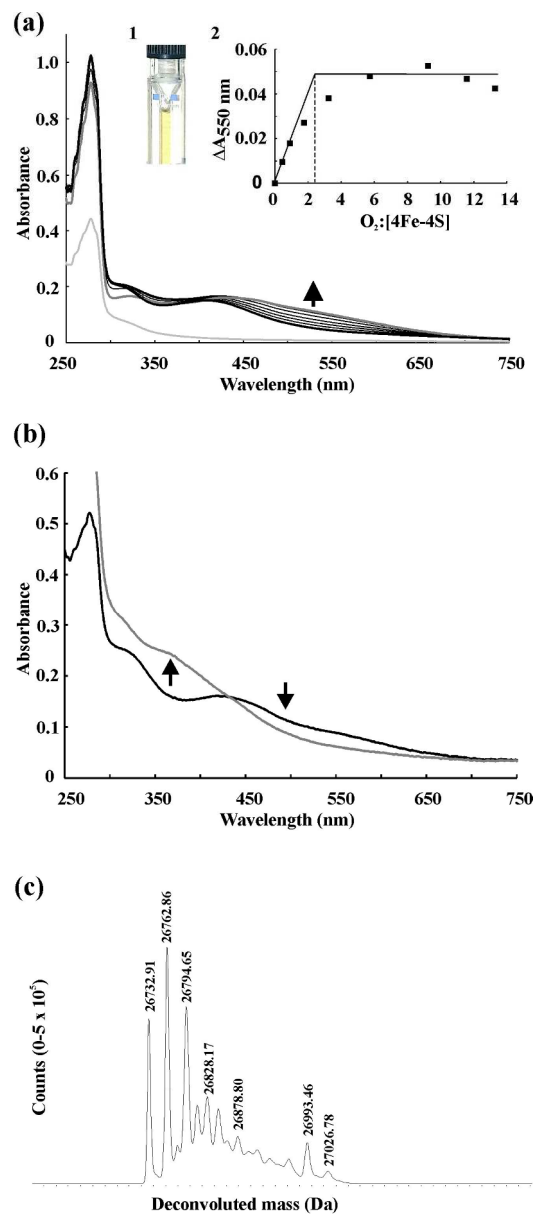 (a)
1
2
1.0
0.8
0.6
0.4
0.2
0
Absorbance
250 350 450 550 650 750
Wavelength (nm)
0.06
0.04
0.02
0
ΔA550 nm
0 2 4 6 8 10 12 14
O2:[4Fe-4S]
(b)
0.6
0.5
0.4
0.3
0.2
0.1
0
Absorbance
250 350 450 550 650 750
Wavelength (nm)
(c)
Counts (0-5 x 10^5)
26732.91
26762.86
26794.65
26828.17
26878.80
26993.46
27026.78
Deconvoluted mass (Da)